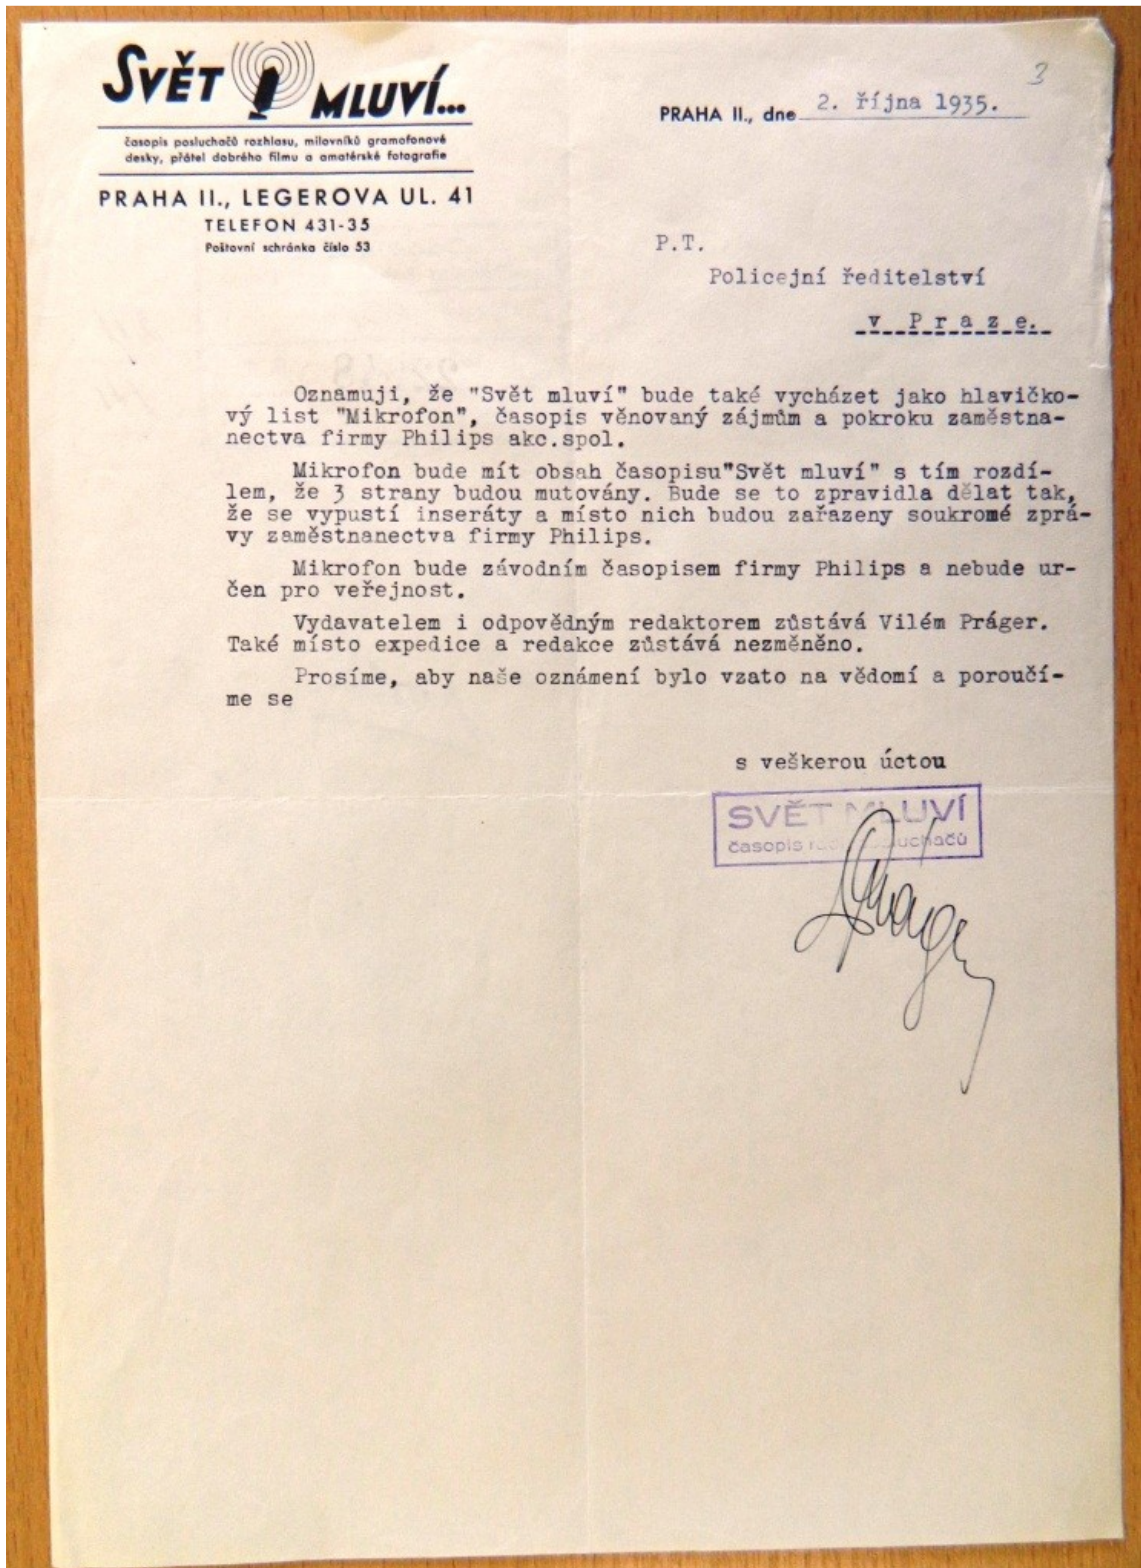 SVĚT MLUVÍ...
časopis posluchačů rozhlasu, milovníků gramofonové
desky, přátel dobrého filmu a amatérské fotografie
PRAHA II., LEGEROVA UL. 41
TELEFON 431-35
Poštovní schránka číslo 53
3
PRAHA II., dne 2. října 1935.
P.T.
Policejní ředitelství
v Praze.
Oznamuji, že "Svět mluví" bude také vycházet jako hlavičko-
vý list "Mikrofon", časopis věnovaný zájmům a pokroku zaměstna-
nectva firmy Philips akc.spol.
Mikrofon bude mít obsah časopisu"Svět mluví" s tím rozdí-
lem, že 3 strany budou mutovány. Bude se to zpravidla dělat tak,
že se vypustí inseráty a místo nich budou zařazeny soukromé zprá-
vy zaměstnanectva firmy Philips.
Mikrofon bude závodním časopisem firmy Philips a nebude ur-
čen pro veřejnost.
Vydavatelem i odpovědným redaktorem zůstává Vilém Práger.
Také místo expedice a redakce zůstává nezměněno.
Prosíme, aby naše oznámení bylo vzato na vědomí a poroučí-
me se
s veškerou úctou
SVĚT MLUVÍ
časopis
Práger